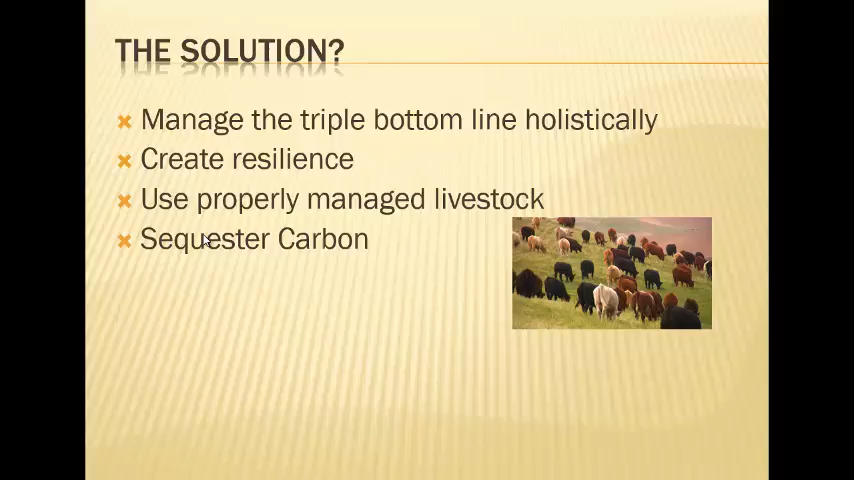 THE SOLUTION?
Manage the triple bottom line holistically
Create resilience
Use properly managed livestock
Sequester Carbon